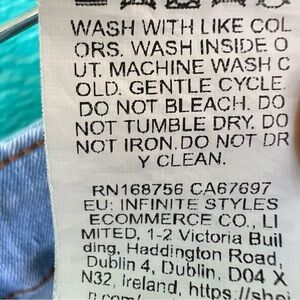 WASH WITH LIKE COL
ORS. WASH INSIDE O
UT. MACHINE WASH C
OLD. GENTLE CYCLE.
DO NOT BLEACH. DO
NOT TUMBLE DRY. DO
NOT IRON.DO NOT DR
Y CLEAN.
RN168756 CA67697
EU: INFINITE STYLES
ECOMMERCE CO., LI
MITED, 1-2 Victoria Buil
ding, Haddington Road,
Dublin 4, Dublin, D04 X
N32, Ireland, https://shei